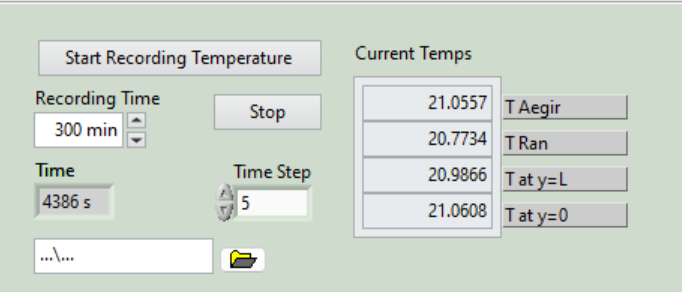 Start Recording Temperature
Recording Time
300 min
Stop
Time
4386 s
Time Step
5
...\...
Current Temps
21.0557 T Aegir
20.7734 T Ran
20.9866 T at y=L
21.0608 T at y=0